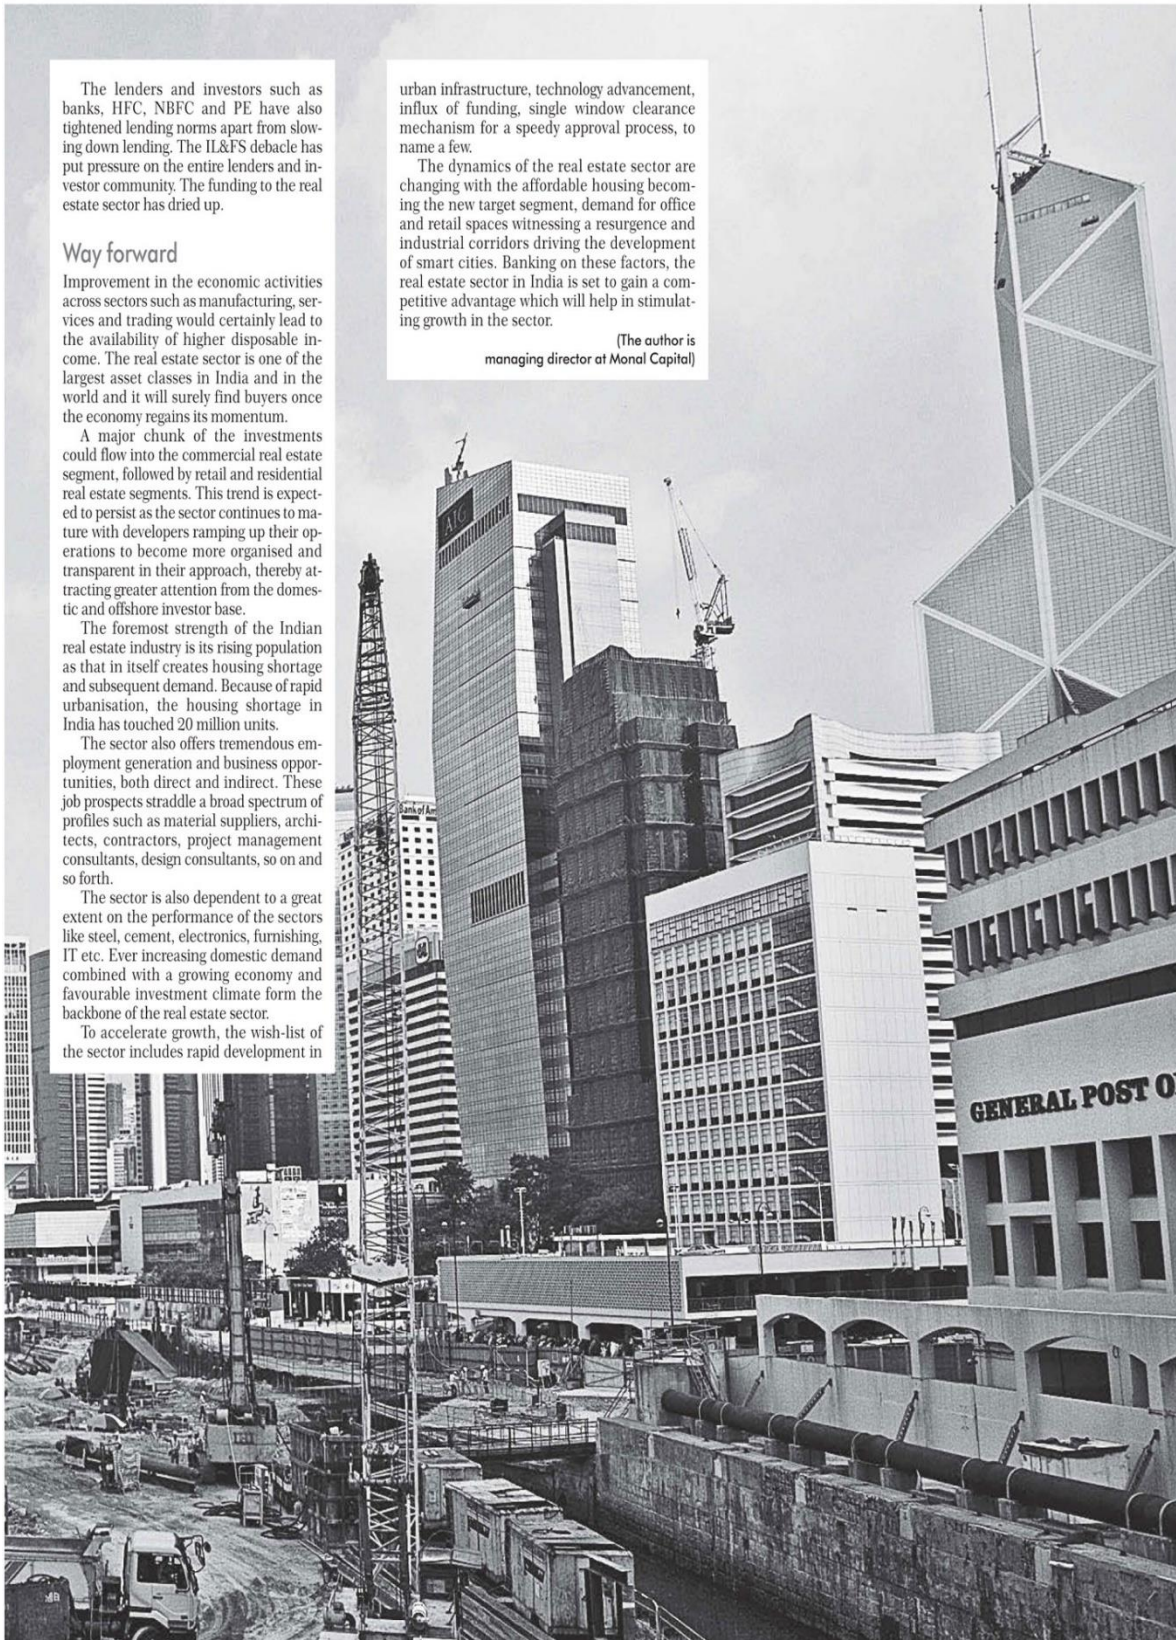 The lenders and investors such as
banks, HFC, NBFC and PE have also
tightened lending norms apart from slow-
ing down lending. The IL&FS debacle has
put pressure on the entire lenders and in-
vestor community. The funding to the real
estate sector has dried up.
Way forward
Improvement in the economic activities
across sectors such as manufacturing, ser-
vices and trading would certainly lead to
the availability of higher disposable in-
come. The real estate sector is one of the
largest asset classes in India and in the
world and it will surely find buyers once
the economy regains its momentum.
A major chunk of the investments
could flow into the commercial real estate
segment, followed by retail and residential
real estate segments. This trend is expect-
ed to persist as the sector continues to ma-
ture with developers ramping up their op-
erations to become more organised and
transparent in their approach, thereby at-
tracting greater attention from the domes-
tic and offshore investor base.
The foremost strength of the Indian
real estate industry is its rising population
as that in itself creates housing shortage
and subsequent demand. Because of rapid
urbanisation, the housing shortage in
India has touched 20 million units.
The sector also offers tremendous em-
ployment generation and business oppor-
tunities, both direct and indirect. These
job prospects straddle a broad spectrum of
profiles such as material suppliers, archi-
tects, contractors, project management
consultants, design consultants, so on and
so forth.
The sector is also dependent to a great
extent on the performance of the sectors
like steel, cement, electronics, furnishing,
IT etc. Ever increasing domestic demand
combined with a growing economy and
favourable investment climate form the
backbone of the real estate sector.
To accelerate growth, the wish-list of
the sector includes rapid development in
urban infrastructure, technology advancement,
influx of funding, single window clearance
mechanism for a speedy approval process, to
name a few.
The dynamics of the real estate sector are
changing with the affordable housing becom-
ing the new target segment, demand for office
and retail spaces witnessing a resurgence and
industrial corridors driving the development
of smart cities. Banking on these factors, the
real estate sector in India is set to gain a com-
petitive advantage which will help in stimulat-
ing growth in the sector.
(The author is
managing director at Monal Capital)
AIG
Bank of Am
GENERAL POST O